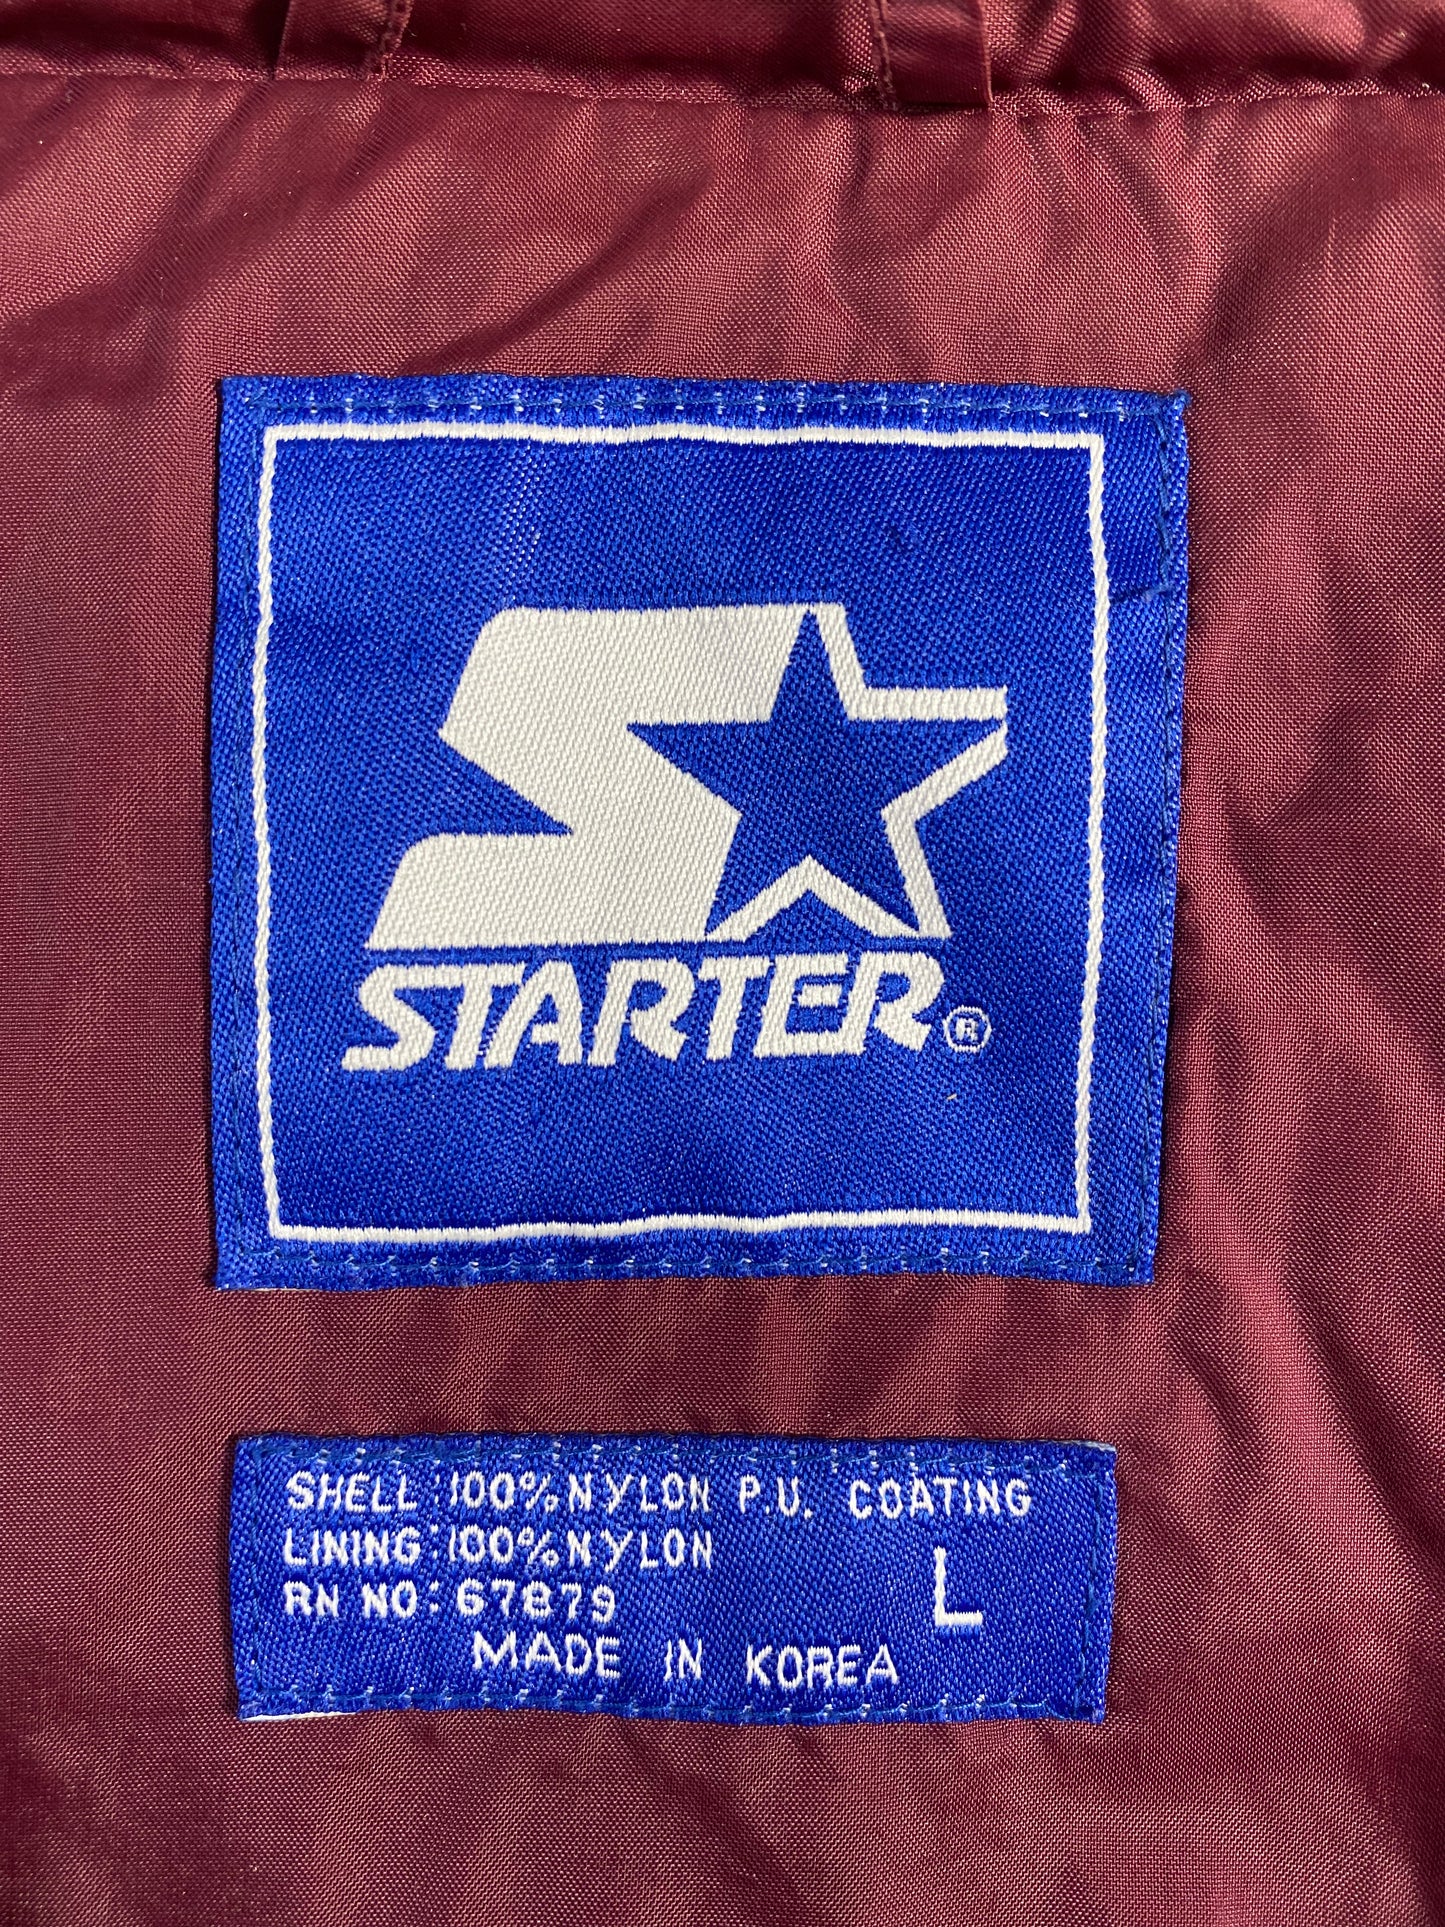 STARTER®
SHELL:100%NYLON P.U. COATING
LINING:100%NYLON
RN NO:67879
L
MADE IN KOREA